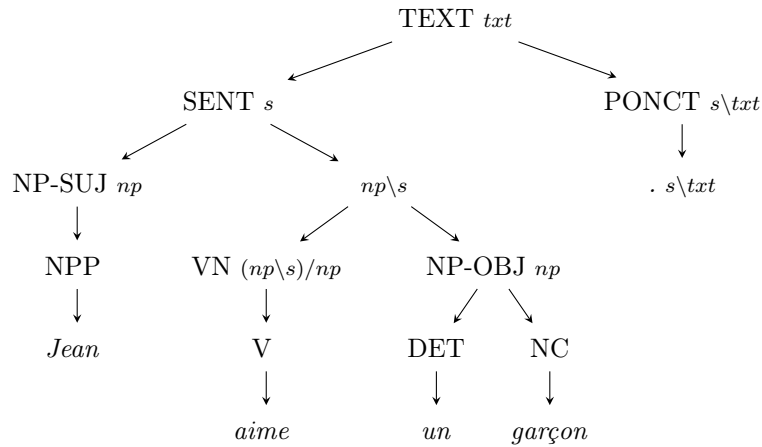 TEXT txt
SENT s PONCT s\txt
NP-SUJ np np\s . s\txt
NPP VN (np\s)/np NP-OBJ np
Jean V DET NC
aime un garçon